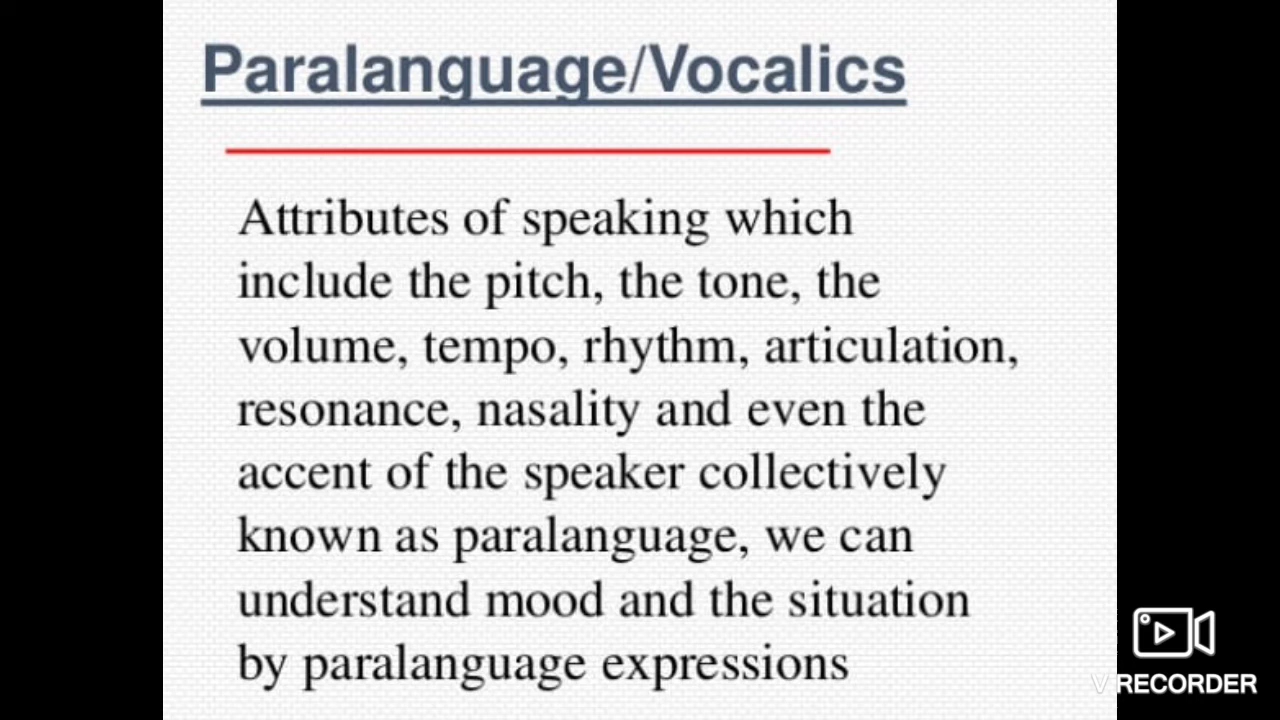 Paralanguage/Vocalics
Attributes of speaking which
include the pitch, the tone, the
volume, tempo, rhythm, articulation,
resonance, nasality and even the
accent of the speaker collectively
known as paralanguage, we can
understand mood and the situation
by paralanguage expressions
V RECORDER